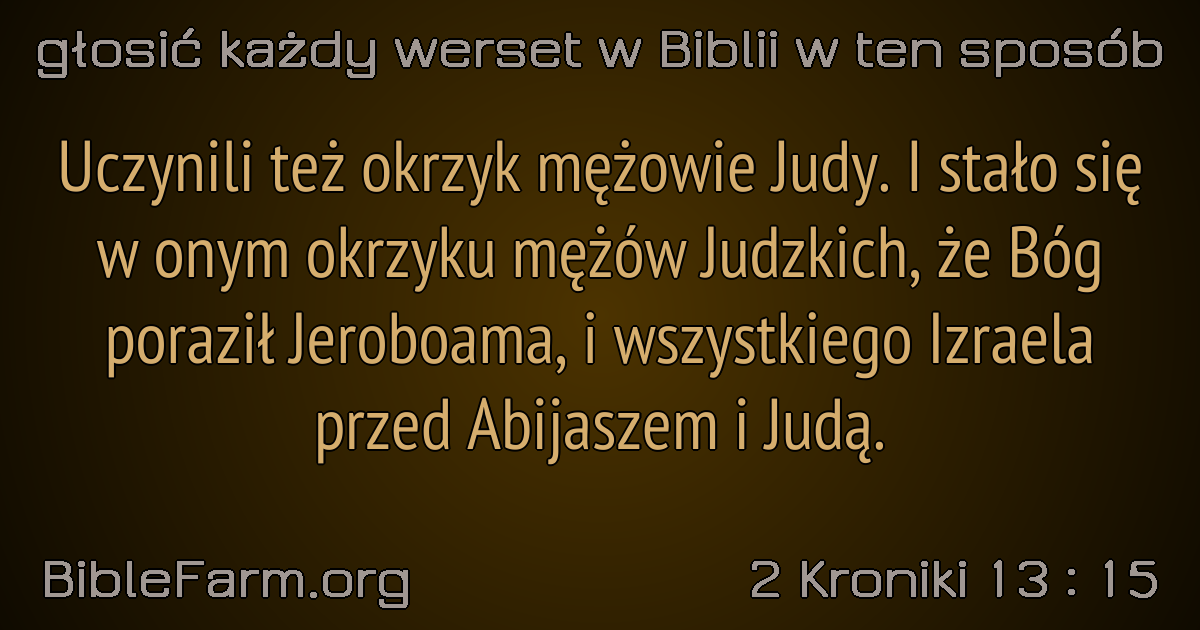 głosić każdy werset w Biblii w ten sposób
Uczynili też okrzyk mężowie Judy. I stało się
w onym okrzyku mężów Judzkich, że Bóg
poraził Jeroboama, i wszystkiego Izraela
przed Abijaszem i Judą.
BibleFarm.org
2 Kroniki 13 : 15